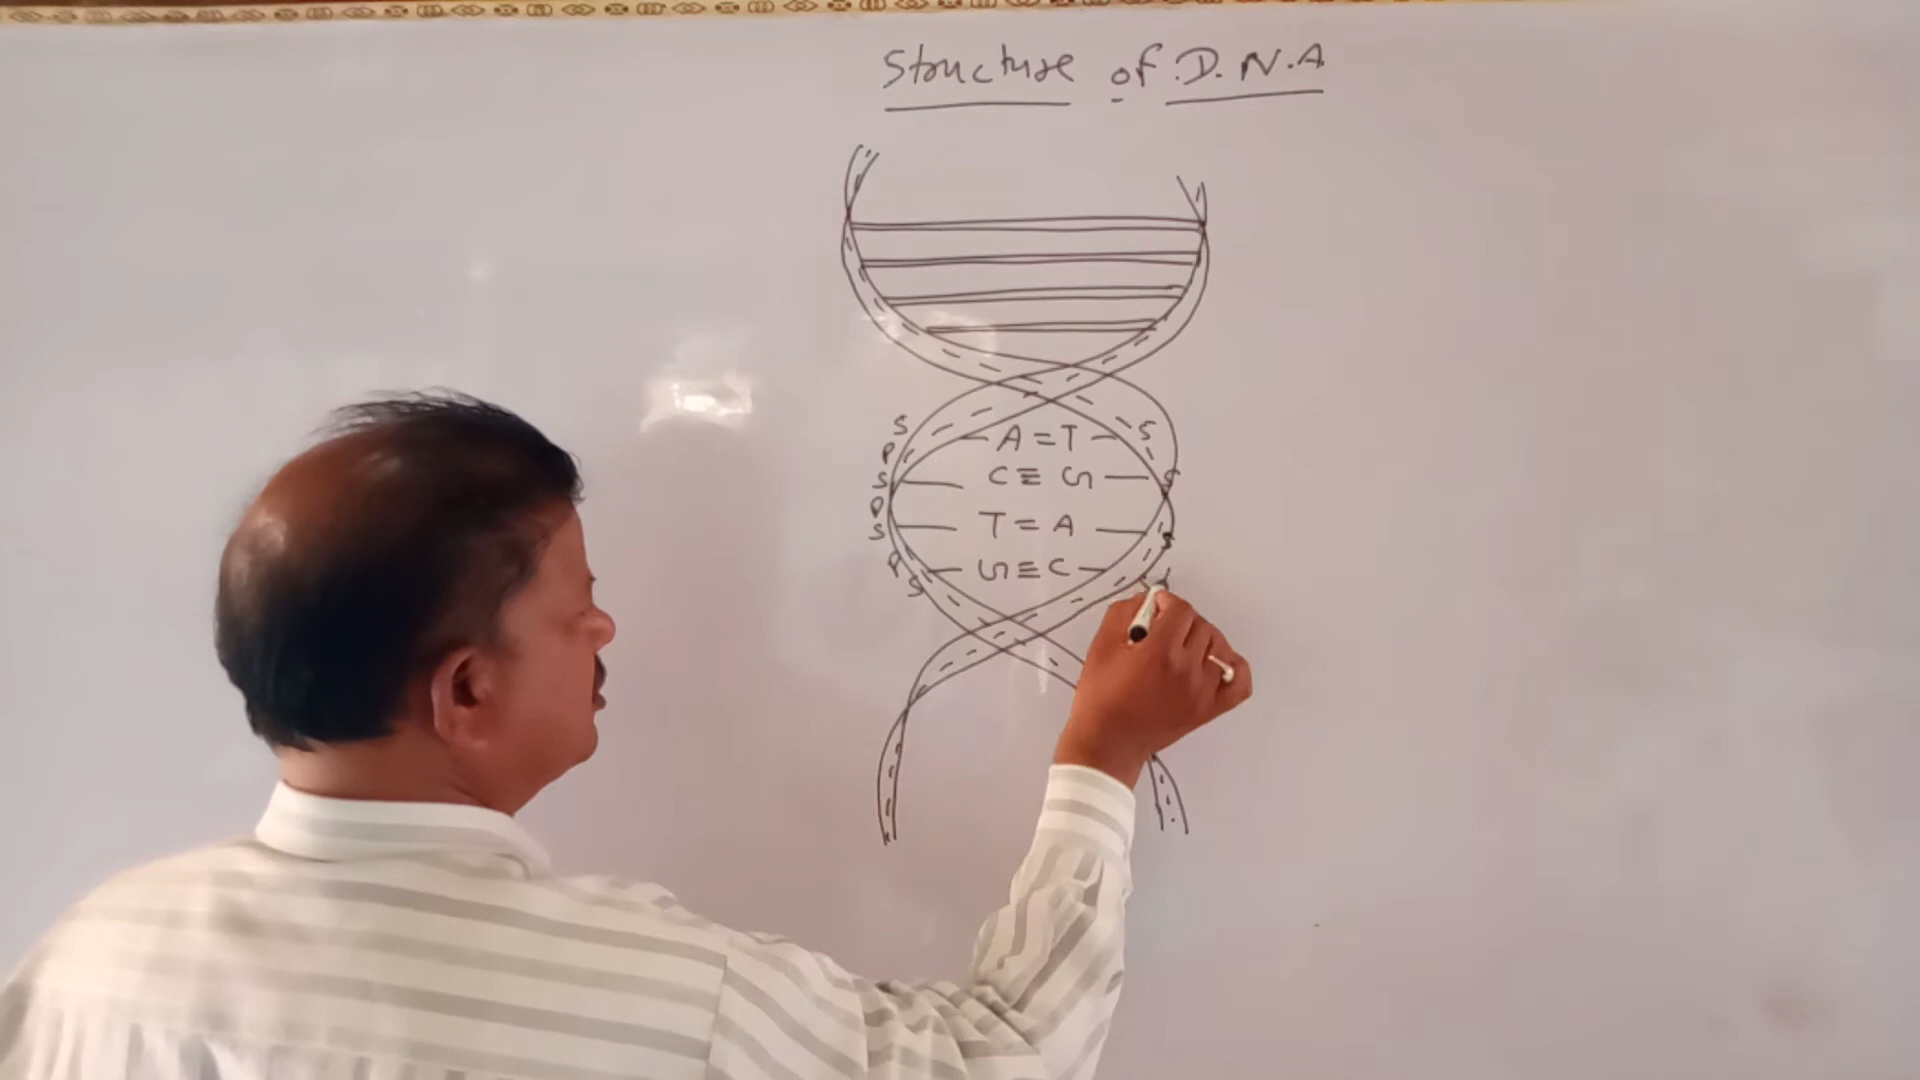 Structure of D.N.A
S
P
S
P
S
P
S
A = T
C ≡ G
T = A
G ≡ C
S
S
S